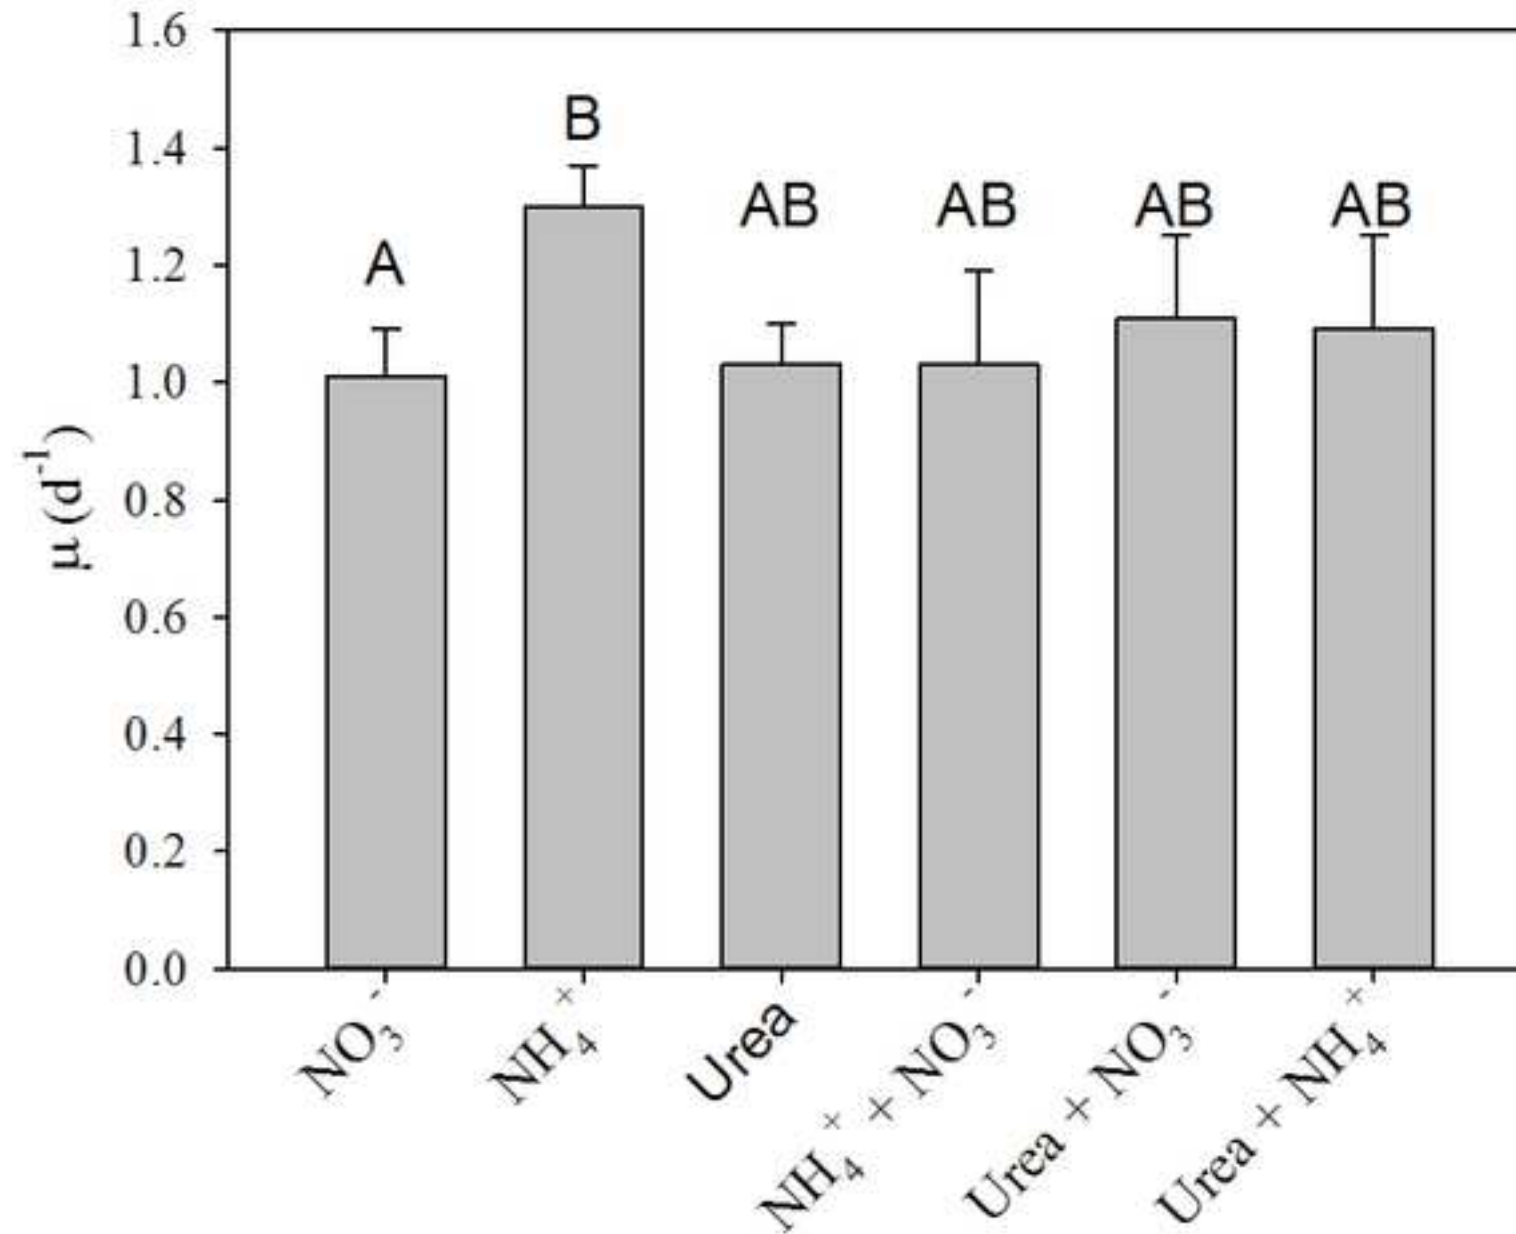 1.6
1.4
1.2
1.0
0.8
0.6
0.4
0.2
0.0
μ (d⁻¹)
A
B
AB
AB
AB
AB
NO₃⁻
NH₄⁺
Urea
NH₄⁺ + NO₃⁻
Urea + NO₃⁻
Urea + NH₄⁺